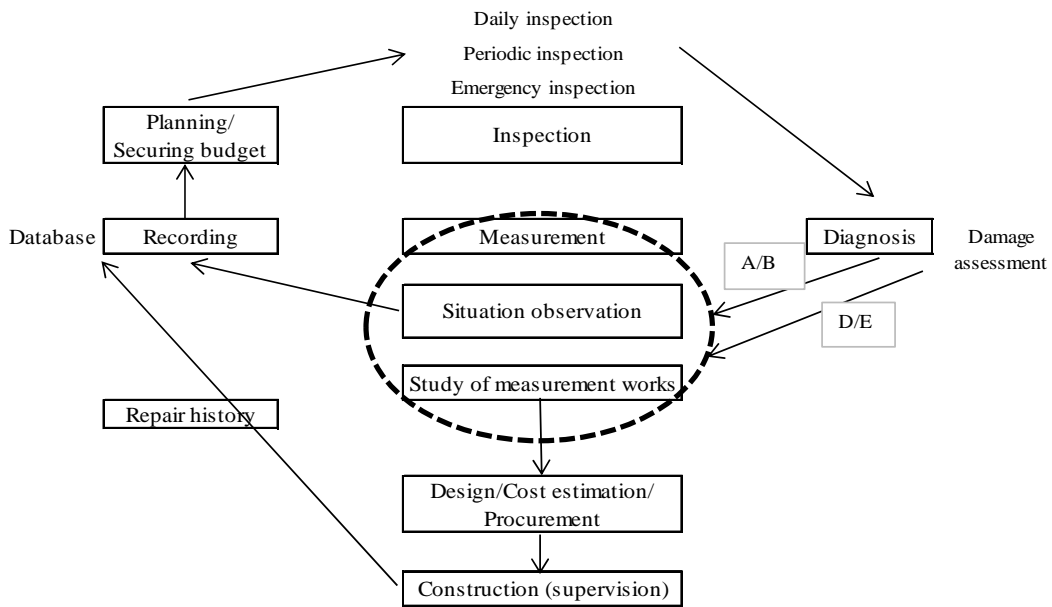 Daily inspection
Periodic inspection
Emergency inspection
Planning/
Securing budget
Inspection
Database
Recording
Measurement
Diagnosis
Damage
assessment
A/B
Situation observation
D/E
Study of measurement works
Repair history
Design/Cost estimation/
Procurement
Construction (supervision)